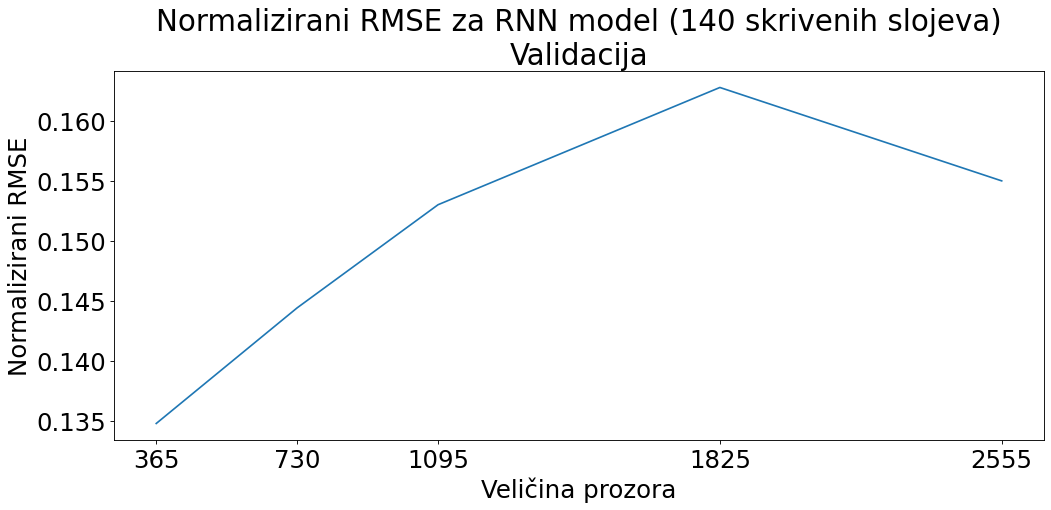 Normalizirani RMSE za RNN model (140 skrivenih slojeva)
Validacija
Normalizirani RMSE
0.160
0.155
0.150
0.145
0.140
0.135
365 730 1095 1825 2555
Veličina prozora